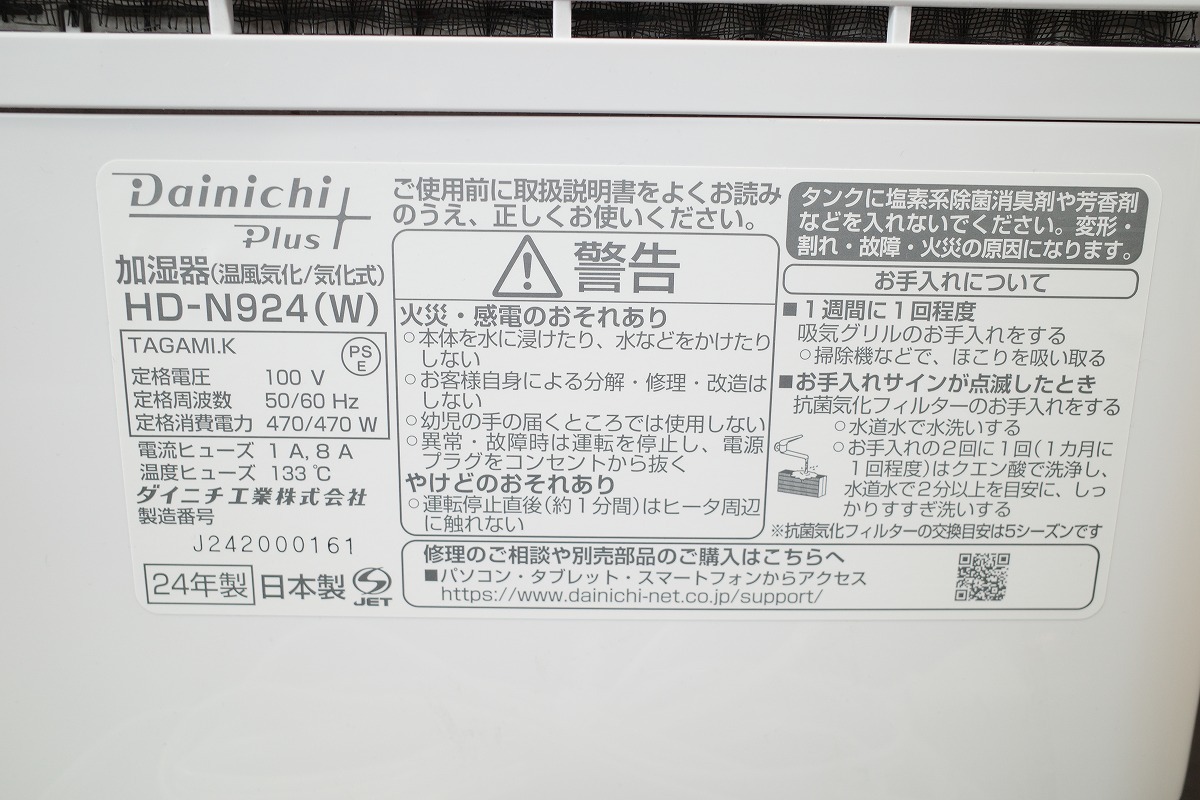 Dainichi
Plus
加湿器(温風気化/気化式)
HD-N924(W)
TAGAMI.K
PS
E
定格電圧 100 V
定格周波数 50/60 Hz
定格消費電力 470/470 W
電流ヒューズ 1 A, 8 A
温度ヒューズ 133 ℃
ダイニチ工業株式会社
製造番号
J242000161
24年製 日本製
JET
ご使用前に取扱説明書をよくお読み
のうえ、正しくお使いください。
警告
火災・感電のおそれあり
○本体を水に浸けたり、水などをかけたり
しない
○お客様自身による分解・修理・改造は
しない
○幼児の手の届くところでは使用しない
○異常・故障時は運転を停止し、電源
プラグをコンセントから抜く
やけどのおそれあり
○運転停止直後(約1分間)はヒータ周辺
に触れない
タンクに塩素系除菌消臭剤や芳香剤
などを入れないでください。変形・
割れ・故障・火災の原因になります。
お手入れについて
■1週間に1回程度
吸気グリルのお手入れをする
○掃除機などで、ほこりを吸い取る
■お手入れサインが点滅したとき
抗菌気化フィルターのお手入れをする
○水道水で水洗いする
○お手入れの2回に1回(1カ月に
1回程度)はクエン酸で洗浄し、
水道水で2分以上を目安に、しっ
かりすすぎ洗いする
※抗菌気化フィルターの交換目安は5シーズンです
修理のご相談や別売部品のご購入はこちらへ
■パソコン・タブレット・スマートフォンからアクセス
https://www.dainichi-net.co.jp/support/